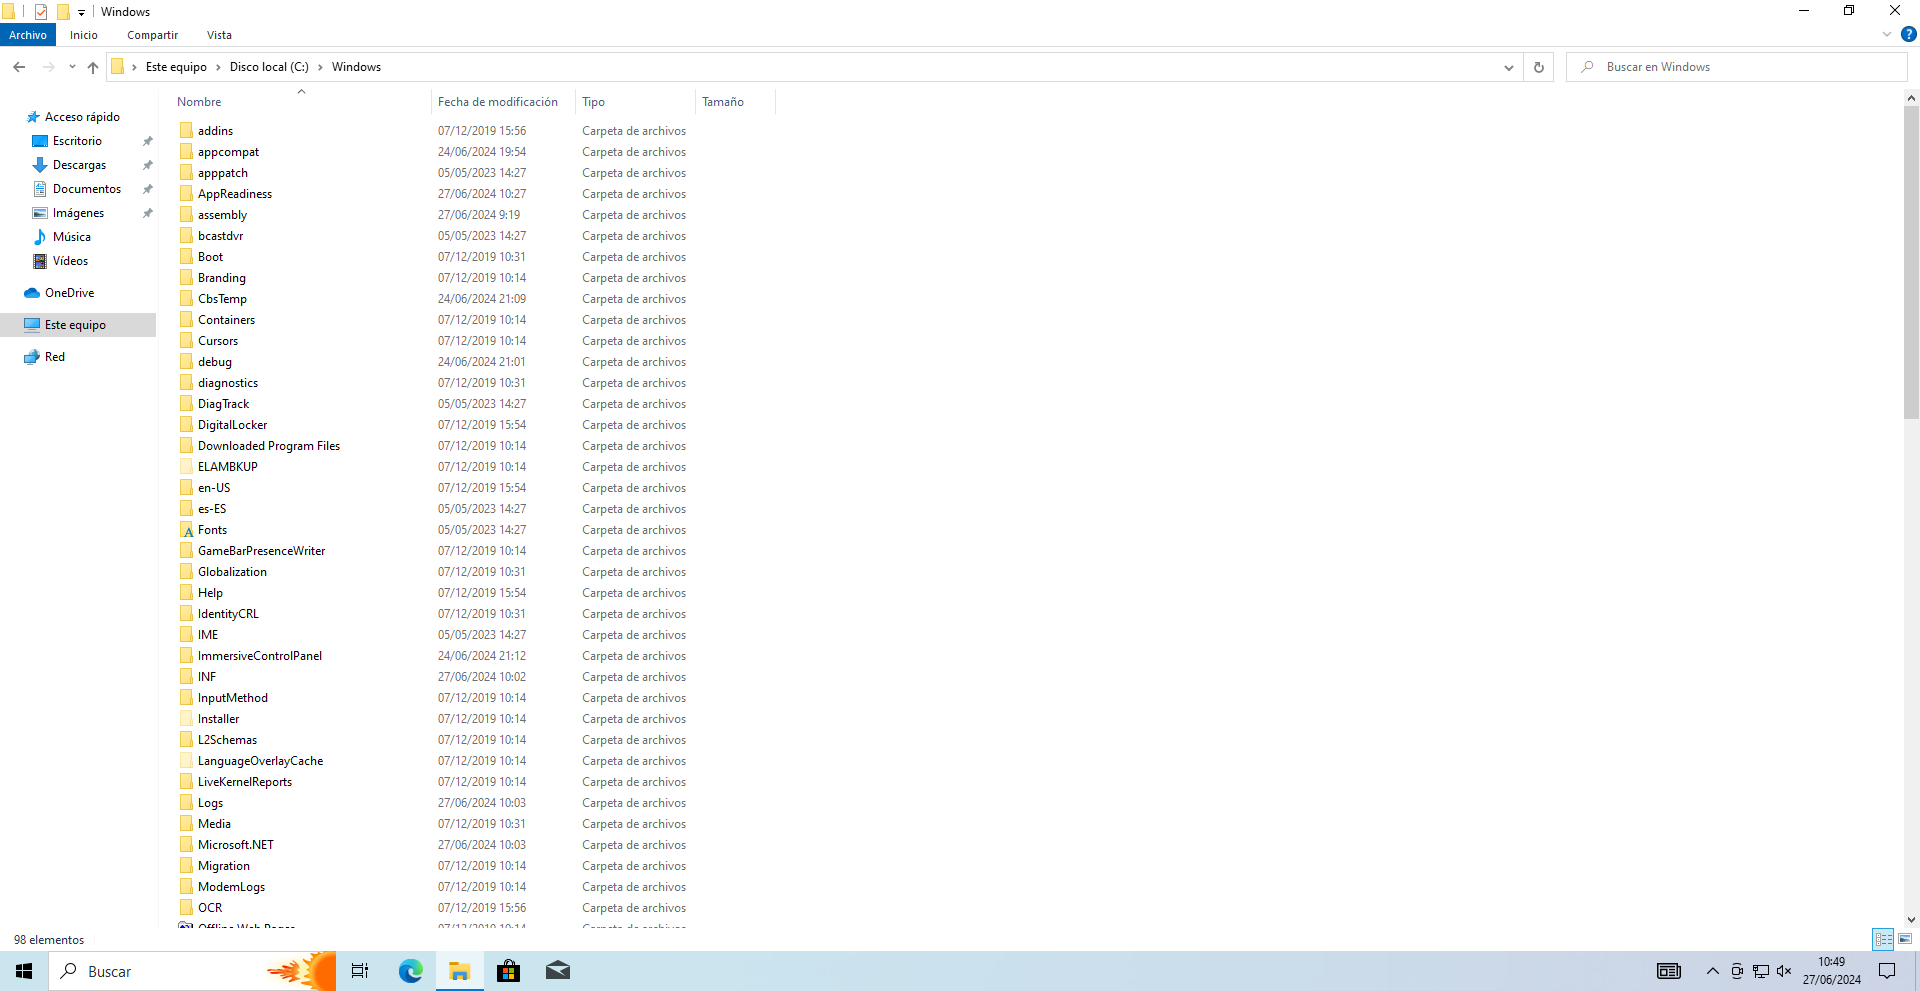 Windows
Archivo Inicio Compartir Vista
Este equipo Disco local (C:) Windows Buscar en Windows
Acceso rápido
Escritorio
Descargas
Documentos
Imágenes
Música
Vídeos
OneDrive
Este equipo
Red
Nombre Fecha de modificación Tipo Tamaño
addins 07/12/2019 15:56 Carpeta de archivos
appcompat 24/06/2024 19:54 Carpeta de archivos
apppatch 05/05/2023 14:27 Carpeta de archivos
AppReadiness 27/06/2024 10:27 Carpeta de archivos
assembly 27/06/2024 9:19 Carpeta de archivos
bcastdvr 05/05/2023 14:27 Carpeta de archivos
Boot 07/12/2019 10:31 Carpeta de archivos
Branding 07/12/2019 10:14 Carpeta de archivos
CbsTemp 24/06/2024 21:09 Carpeta de archivos
Containers 07/12/2019 10:14 Carpeta de archivos
Cursors 07/12/2019 10:14 Carpeta de archivos
debug 24/06/2024 21:01 Carpeta de archivos
diagnostics 07/12/2019 10:31 Carpeta de archivos
DiagTrack 05/05/2023 14:27 Carpeta de archivos
DigitalLocker 07/12/2019 15:54 Carpeta de archivos
Downloaded Program Files 07/12/2019 10:14 Carpeta de archivos
ELAMBKUP 07/12/2019 10:14 Carpeta de archivos
en-US 07/12/2019 15:54 Carpeta de archivos
es-ES 05/05/2023 14:27 Carpeta de archivos
Fonts 05/05/2023 14:27 Carpeta de archivos
GameBarPresenceWriter 07/12/2019 10:14 Carpeta de archivos
Globalization 07/12/2019 10:31 Carpeta de archivos
Help 07/12/2019 15:54 Carpeta de archivos
IdentityCRL 07/12/2019 10:31 Carpeta de archivos
IME 05/05/2023 14:27 Carpeta de archivos
ImmersiveControlPanel 24/06/2024 21:12 Carpeta de archivos
INF 27/06/2024 10:02 Carpeta de archivos
InputMethod 07/12/2019 10:14 Carpeta de archivos
Installer 07/12/2019 10:14 Carpeta de archivos
L2Schemas 07/12/2019 10:14 Carpeta de archivos
LanguageOverlayCache 07/12/2019 10:14 Carpeta de archivos
LiveKernelReports 07/12/2019 10:14 Carpeta de archivos
Logs 27/06/2024 10:03 Carpeta de archivos
Media 07/12/2019 10:31 Carpeta de archivos
Microsoft.NET 27/06/2024 10:03 Carpeta de archivos
Migration 07/12/2019 10:14 Carpeta de archivos
ModemLogs 07/12/2019 10:14 Carpeta de archivos
OCR 07/12/2019 15:56 Carpeta de archivos
Offline Web Pages 07/12/2019 10:14 Carpeta de archivos
98 elementos
Buscar
10:49
27/06/2024